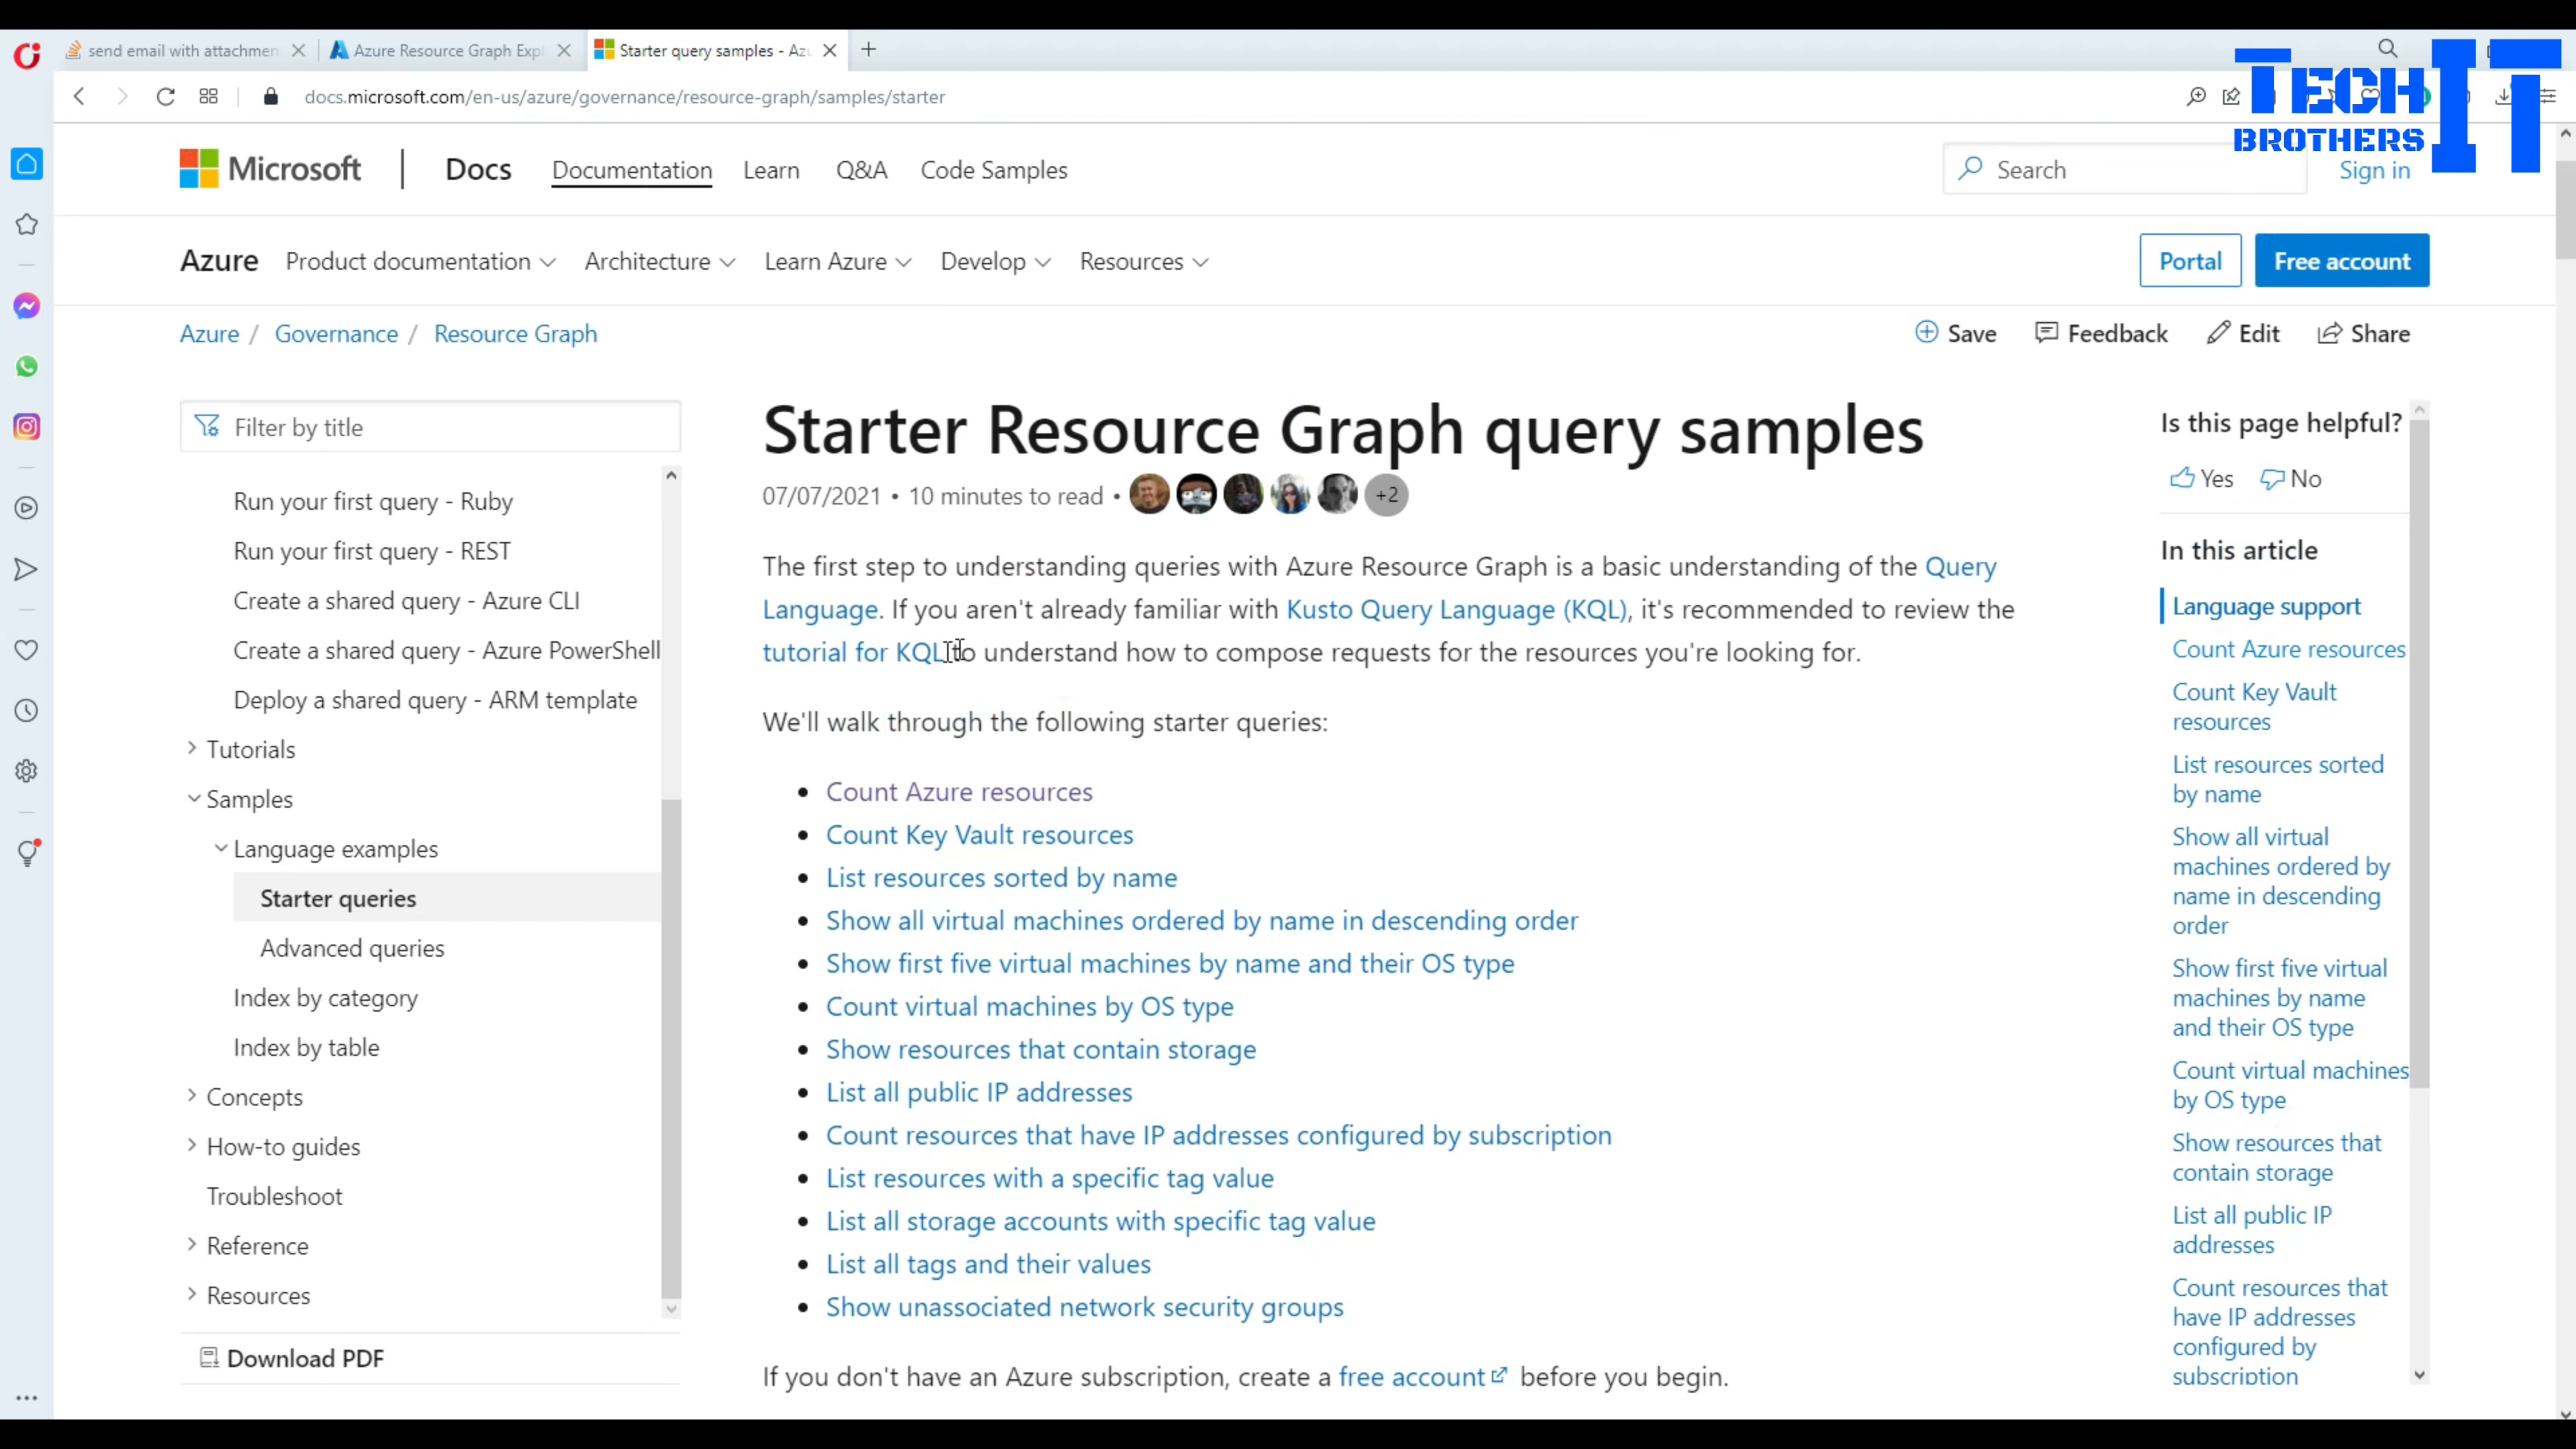 send email with attachmen
Azure Resource Graph Exp
Starter query samples - Azu
docs.microsoft.com/en-us/azure/governance/resource-graph/samples/starter
TECH IT
BROTHERS
Microsoft
Docs
Documentation
Learn
Q&A
Code Samples
Search
Sign in
Azure
Product documentation
Architecture
Learn Azure
Develop
Resources
Portal
Free account
Azure / Governance / Resource Graph
Save
Feedback
Edit
Share
Filter by title
Run your first query - Ruby
Run your first query - REST
Create a shared query - Azure CLI
Create a shared query - Azure PowerShell
Deploy a shared query - ARM template
Tutorials
Samples
Language examples
Starter queries
Advanced queries
Index by category
Index by table
Concepts
How-to guides
Troubleshoot
Reference
Resources
Download PDF
Starter Resource Graph query samples
07/07/2021 • 10 minutes to read • +2
The first step to understanding queries with Azure Resource Graph is a basic understanding of the Query
Language. If you aren't already familiar with Kusto Query Language (KQL), it's recommended to review the
tutorial for KQL to understand how to compose requests for the resources you're looking for.
We'll walk through the following starter queries:
• Count Azure resources
• Count Key Vault resources
• List resources sorted by name
• Show all virtual machines ordered by name in descending order
• Show first five virtual machines by name and their OS type
• Count virtual machines by OS type
• Show resources that contain storage
• List all public IP addresses
• Count resources that have IP addresses configured by subscription
• List resources with a specific tag value
• List all storage accounts with specific tag value
• List all tags and their values
• Show unassociated network security groups
If you don't have an Azure subscription, create a free account before you begin.
Is this page helpful?
Yes
No
In this article
Language support
Count Azure resources
Count Key Vault
resources
List resources sorted
by name
Show all virtual
machines ordered by
name in descending
order
Show first five virtual
machines by name
and their OS type
Count virtual machines
by OS type
Show resources that
contain storage
List all public IP
addresses
Count resources that
have IP addresses
configured by
subscription